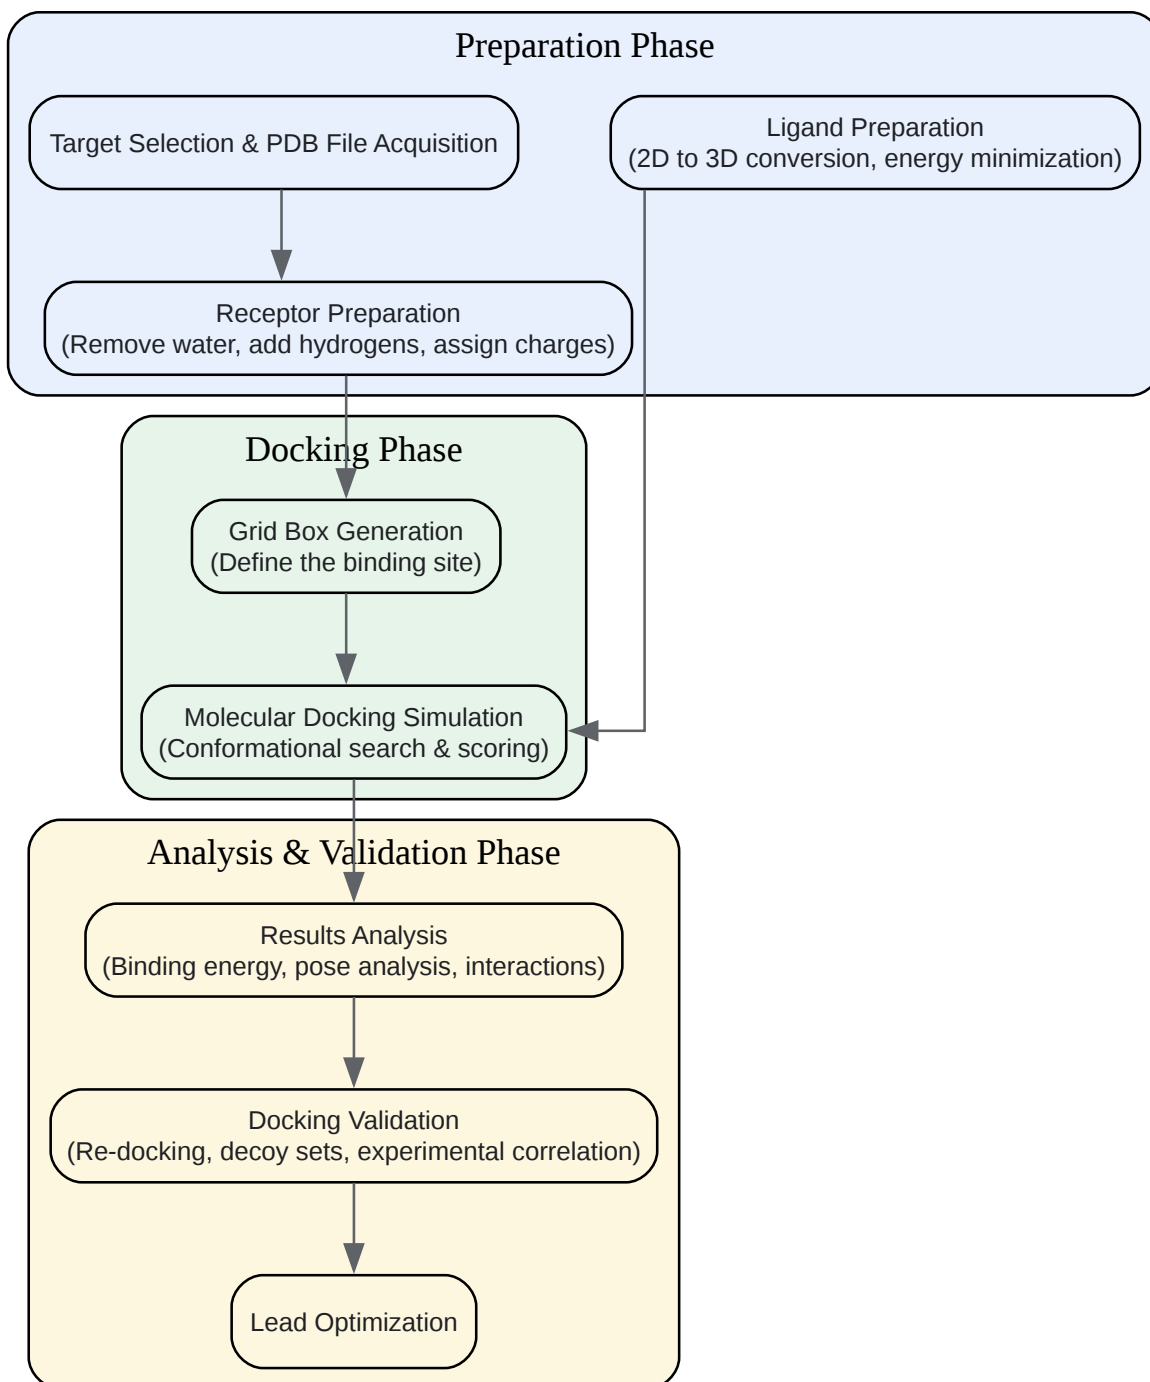 Preparation Phase
Target Selection & PDB File Acquisition
Ligand Preparation
(2D to 3D conversion, energy minimization)
Receptor Preparation
(Remove water, add hydrogens, assign charges)
Docking Phase
Grid Box Generation
(Define the binding site)
Molecular Docking Simulation
(Conformational search & scoring)
Analysis & Validation Phase
Results Analysis
(Binding energy, pose analysis, interactions)
Docking Validation
(Re-docking, decoy sets, experimental correlation)
Lead Optimization